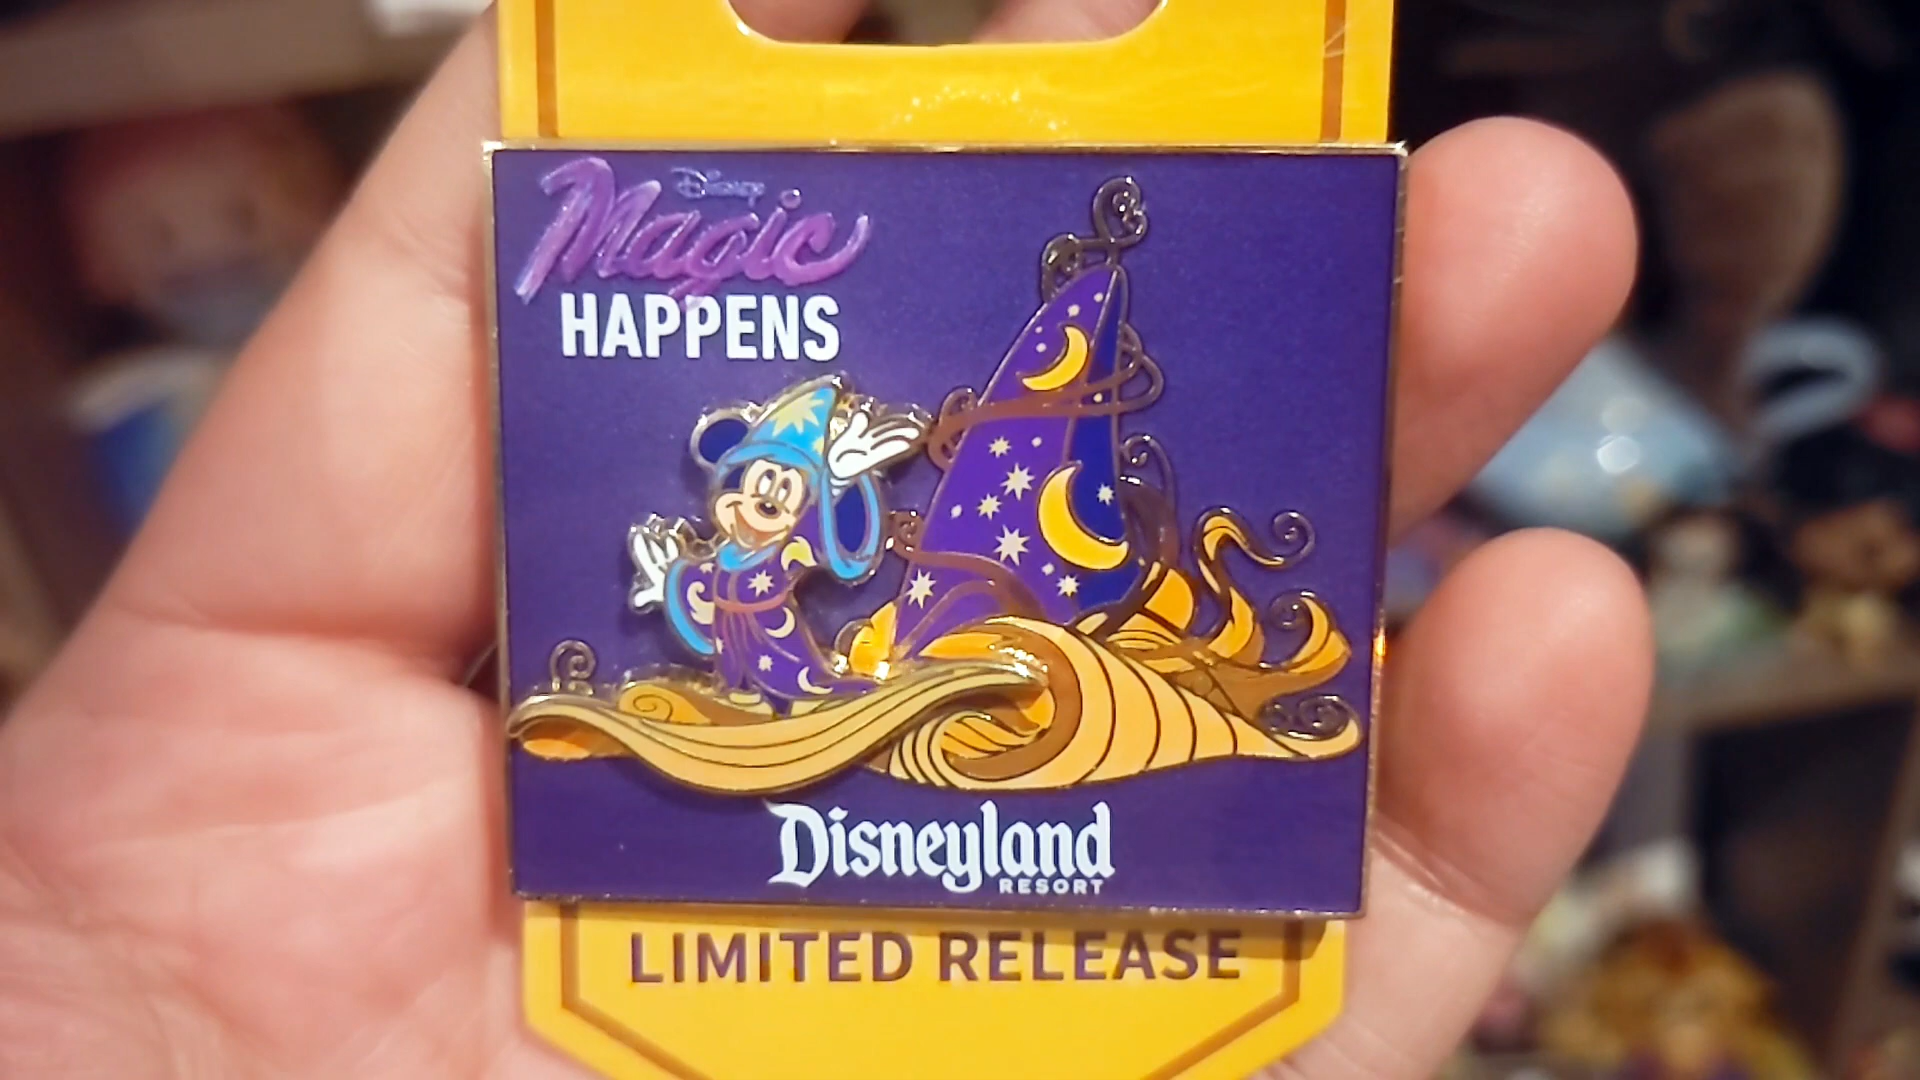 Disney
Magic
HAPPENS
Disneyland
RESORT
LIMITED RELEASE